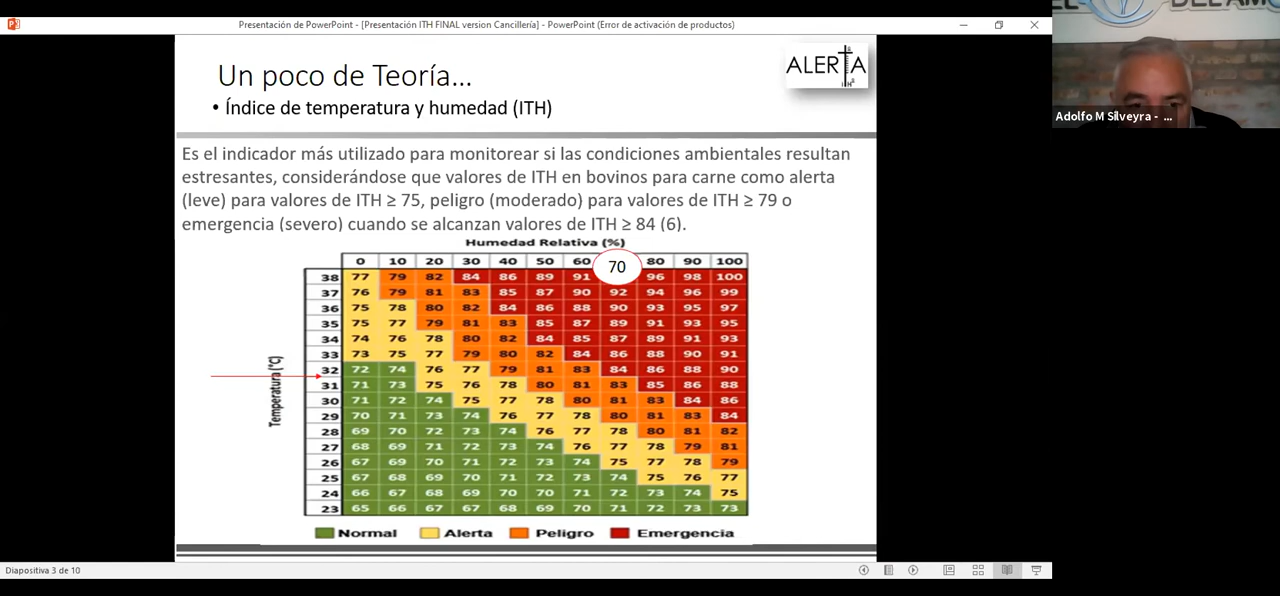 Presentación de PowerPoint - [Presentación ITH FINAL version Cancillería] - PowerPoint (Error de activación de productos)
Un poco de Teoría...
ALERTA
• Índice de temperatura y humedad (ITH)
Adolfo M Silveyra - ...
Es el indicador más utilizado para monitorear si las condiciones ambientales resultan
estresantes, considerándose que valores de ITH en bovinos para carne como alerta
(leve) para valores de ITH ≥ 75, peligro (moderado) para valores de ITH ≥ 79 o
emergencia (severo) cuando se alcanzan valores de ITH ≥ 84 (6).
Humedad Relativa (%)
0 10 20 30 40 50 60 70 80 90 100
38 77 79 82 84 86 89 91 96 98 100
37 76 79 81 83 85 87 90 92 94 96 99
36 75 78 80 82 84 86 88 90 93 95 97
35 75 77 79 81 83 85 87 89 91 93 95
34 74 76 78 80 82 84 85 87 89 91 93
33 73 75 77 79 80 82 84 86 88 90 91
32 72 74 76 77 79 81 83 84 86 88 90
31 71 73 75 76 78 80 81 83 85 86 88
30 71 72 74 75 77 78 80 81 83 84 86
29 70 71 73 74 76 77 78 80 81 83 84
28 69 70 72 73 74 76 77 78 80 81 82
27 68 69 71 72 73 74 76 77 78 79 81
26 67 69 70 71 72 73 74 75 77 78 79
25 67 68 69 70 71 72 73 74 75 76 77
24 66 67 68 69 70 70 71 72 73 74 75
23 65 66 67 67 68 69 70 71 72 73 73
Temperatura (°C)
Normal Alerta Peligro Emergencia
Diapositiva 3 de 10